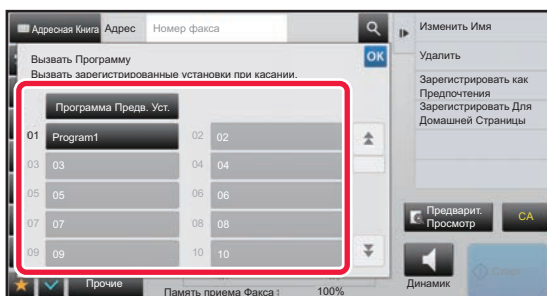 Адресная Книга Адрес Номер факса
Вызвать Программу
Вызвать зарегистрированные установки при касании.
OK
Программа Предв. Уст.
01 Program1 02 02
03 03 04 04
05 05 06 06
07 07 08 08
09 09 10 10
Прочие
Память приема Факса 100%
Изменить Имя
Удалить
Зарегистрировать как
Предпочтения
Зарегистрировать Для
Домашней Страницы
Предварит.
Просмотр
CA
Динамик
Старт